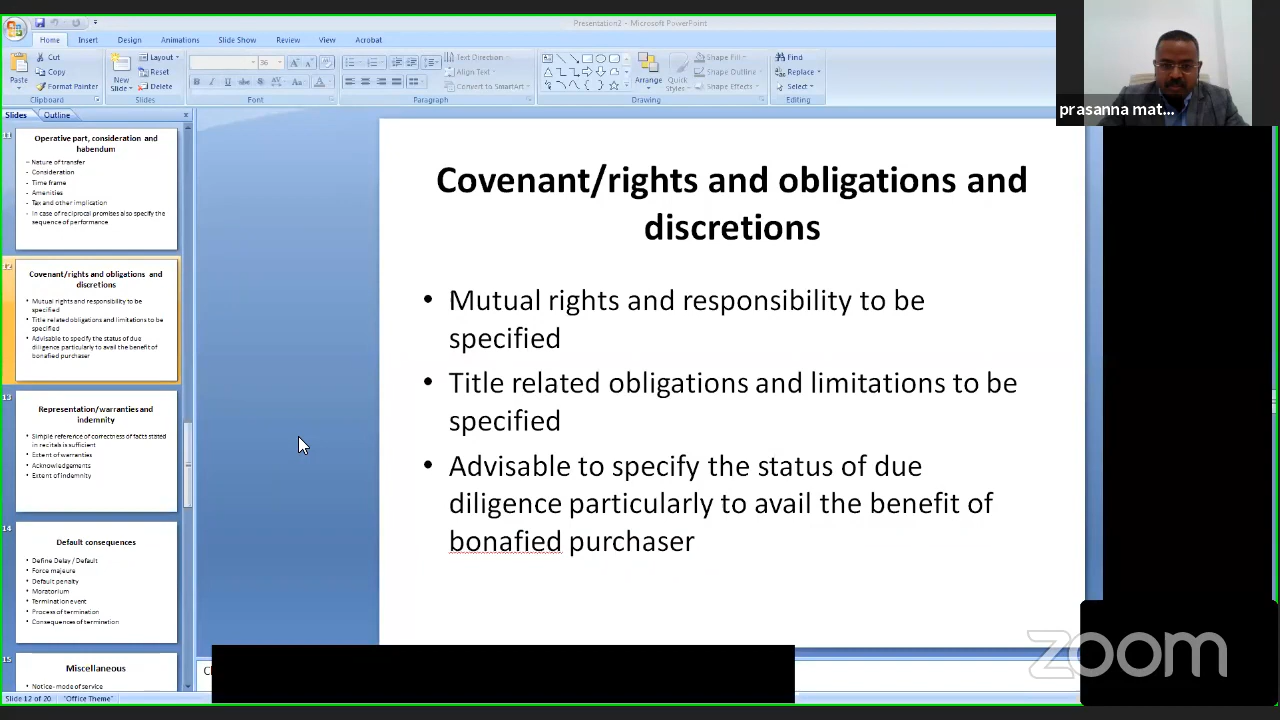 Presentation2 - Microsoft PowerPoint
Home Insert Design Animations Slide Show Review View Acrobat
Cut
Copy
Format Painter
Paste
Clipboard
New
Slide
Layout
Reset
Delete
Slides
36
Font
Text Direction
Align Text
Convert to SmartArt
Paragraph
Arrange
Quick
Styles
Shape Fill
Shape Outline
Shape Effects
Drawing
Find
Replace
Select
Editing
prasanna mat...
Slides Outline
Operative part, consideration and
habendum
- Nature of transfer
- Consideration
- Time frame
- Amenities
- Tax and other implication
- In case of reciprocal promises also specify the
sequence of performance
12
Covenant/rights and obligations and
discretions
• Mutual rights and responsibility to be
specified
• Title related obligations and limitations to be
specified
• Advisable to specify the status of due
diligence particularly to avail the benefit of
bonafied purchaser
13
Representation/warranties and
indemnity
• Simple reference of correctness of facts stated
in recitals is sufficient
• Extent of warranties
• Acknowledgements
• Extent of indemnity
14
Default consequences
• Define Delay / Default
• Force majeure
• Default penalty
• Moratorium
• Termination event
• Process of termination
• Consequences of termination
15
Miscellaneous
• Notice- mode of service
Covenant/rights and obligations and
discretions
• Mutual rights and responsibility to be
specified
• Title related obligations and limitations to be
specified
• Advisable to specify the status of due
diligence particularly to avail the benefit of
bonafied purchaser
zoom
Slide 12 of 20 "Office Theme"